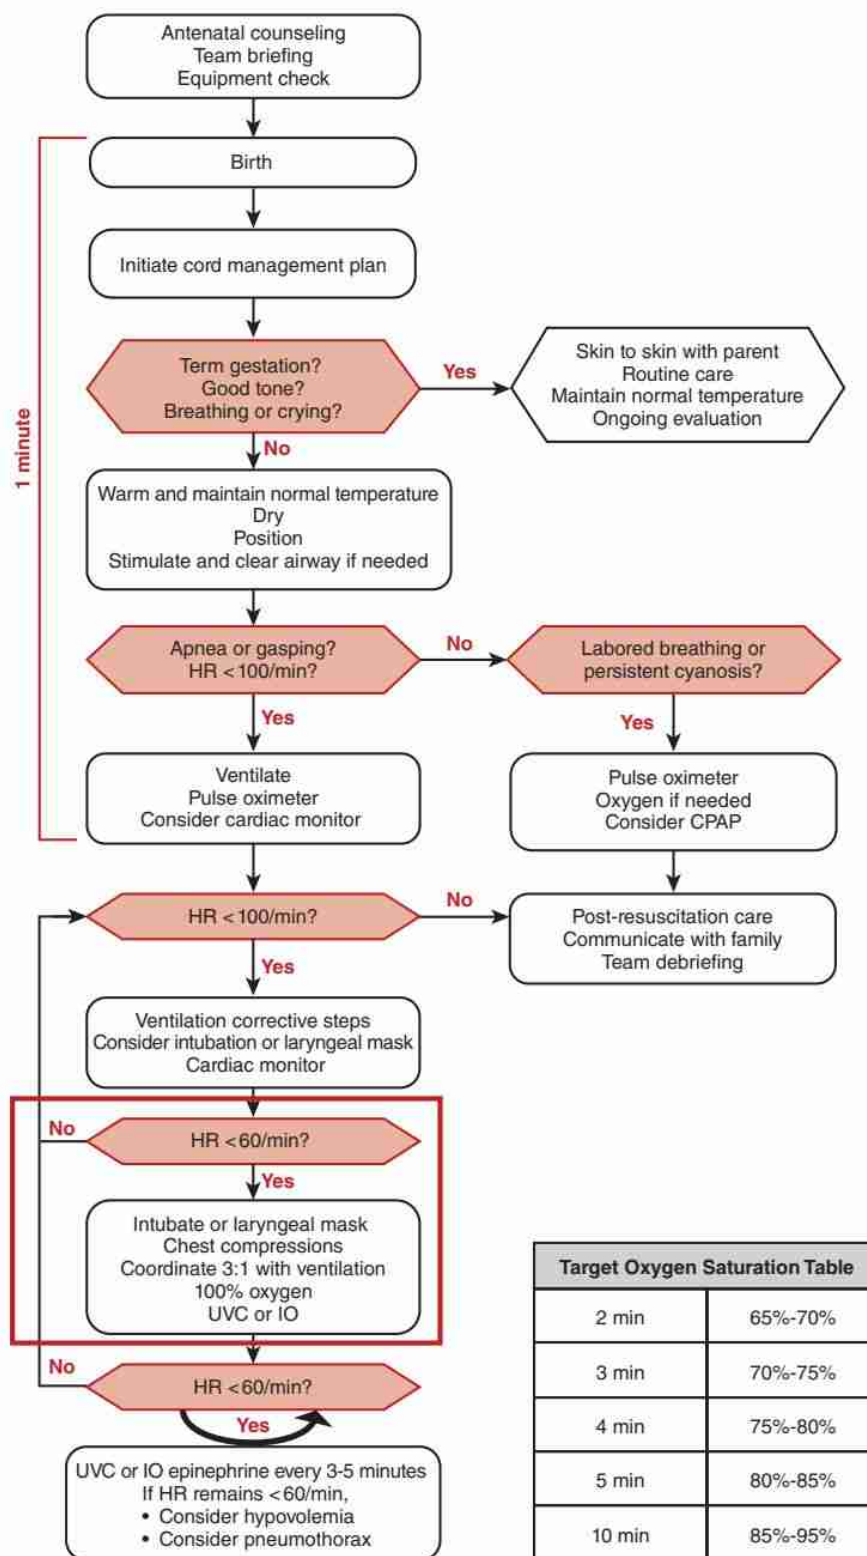 Antenatal counseling
Team briefing
Equipment check
Birth
Initiate cord management plan
1 minute
Term gestation?
Good tone?
Breathing or crying?
Yes
Skin to skin with parent
Routine care
Maintain normal temperature
Ongoing evaluation
No
Warm and maintain normal temperature
Dry
Position
Stimulate and clear airway if needed
Apnea or gasping?
HR <100/min?
No
Labored breathing or
persistent cyanosis?
Yes
Yes
Ventilate
Pulse oximeter
Consider cardiac monitor
Pulse oximeter
Oxygen if needed
Consider CPAP
HR <100/min?
No
Post-resuscitation care
Communicate with family
Team debriefing
Yes
Ventilation corrective steps
Consider intubation or laryngeal mask
Cardiac monitor
No
HR <60/min?
Yes
Intubate or laryngeal mask
Chest compressions
Coordinate 3:1 with ventilation
100% oxygen
UVC or IO
No
HR <60/min?
Yes
UVC or IO epinephrine every 3-5 minutes
If HR remains <60/min,
• Consider hypovolemia
• Consider pneumothorax
Target Oxygen Saturation Table
2 min 65%-70%
3 min 70%-75%
4 min 75%-80%
5 min 80%-85%
10 min 85%-95%